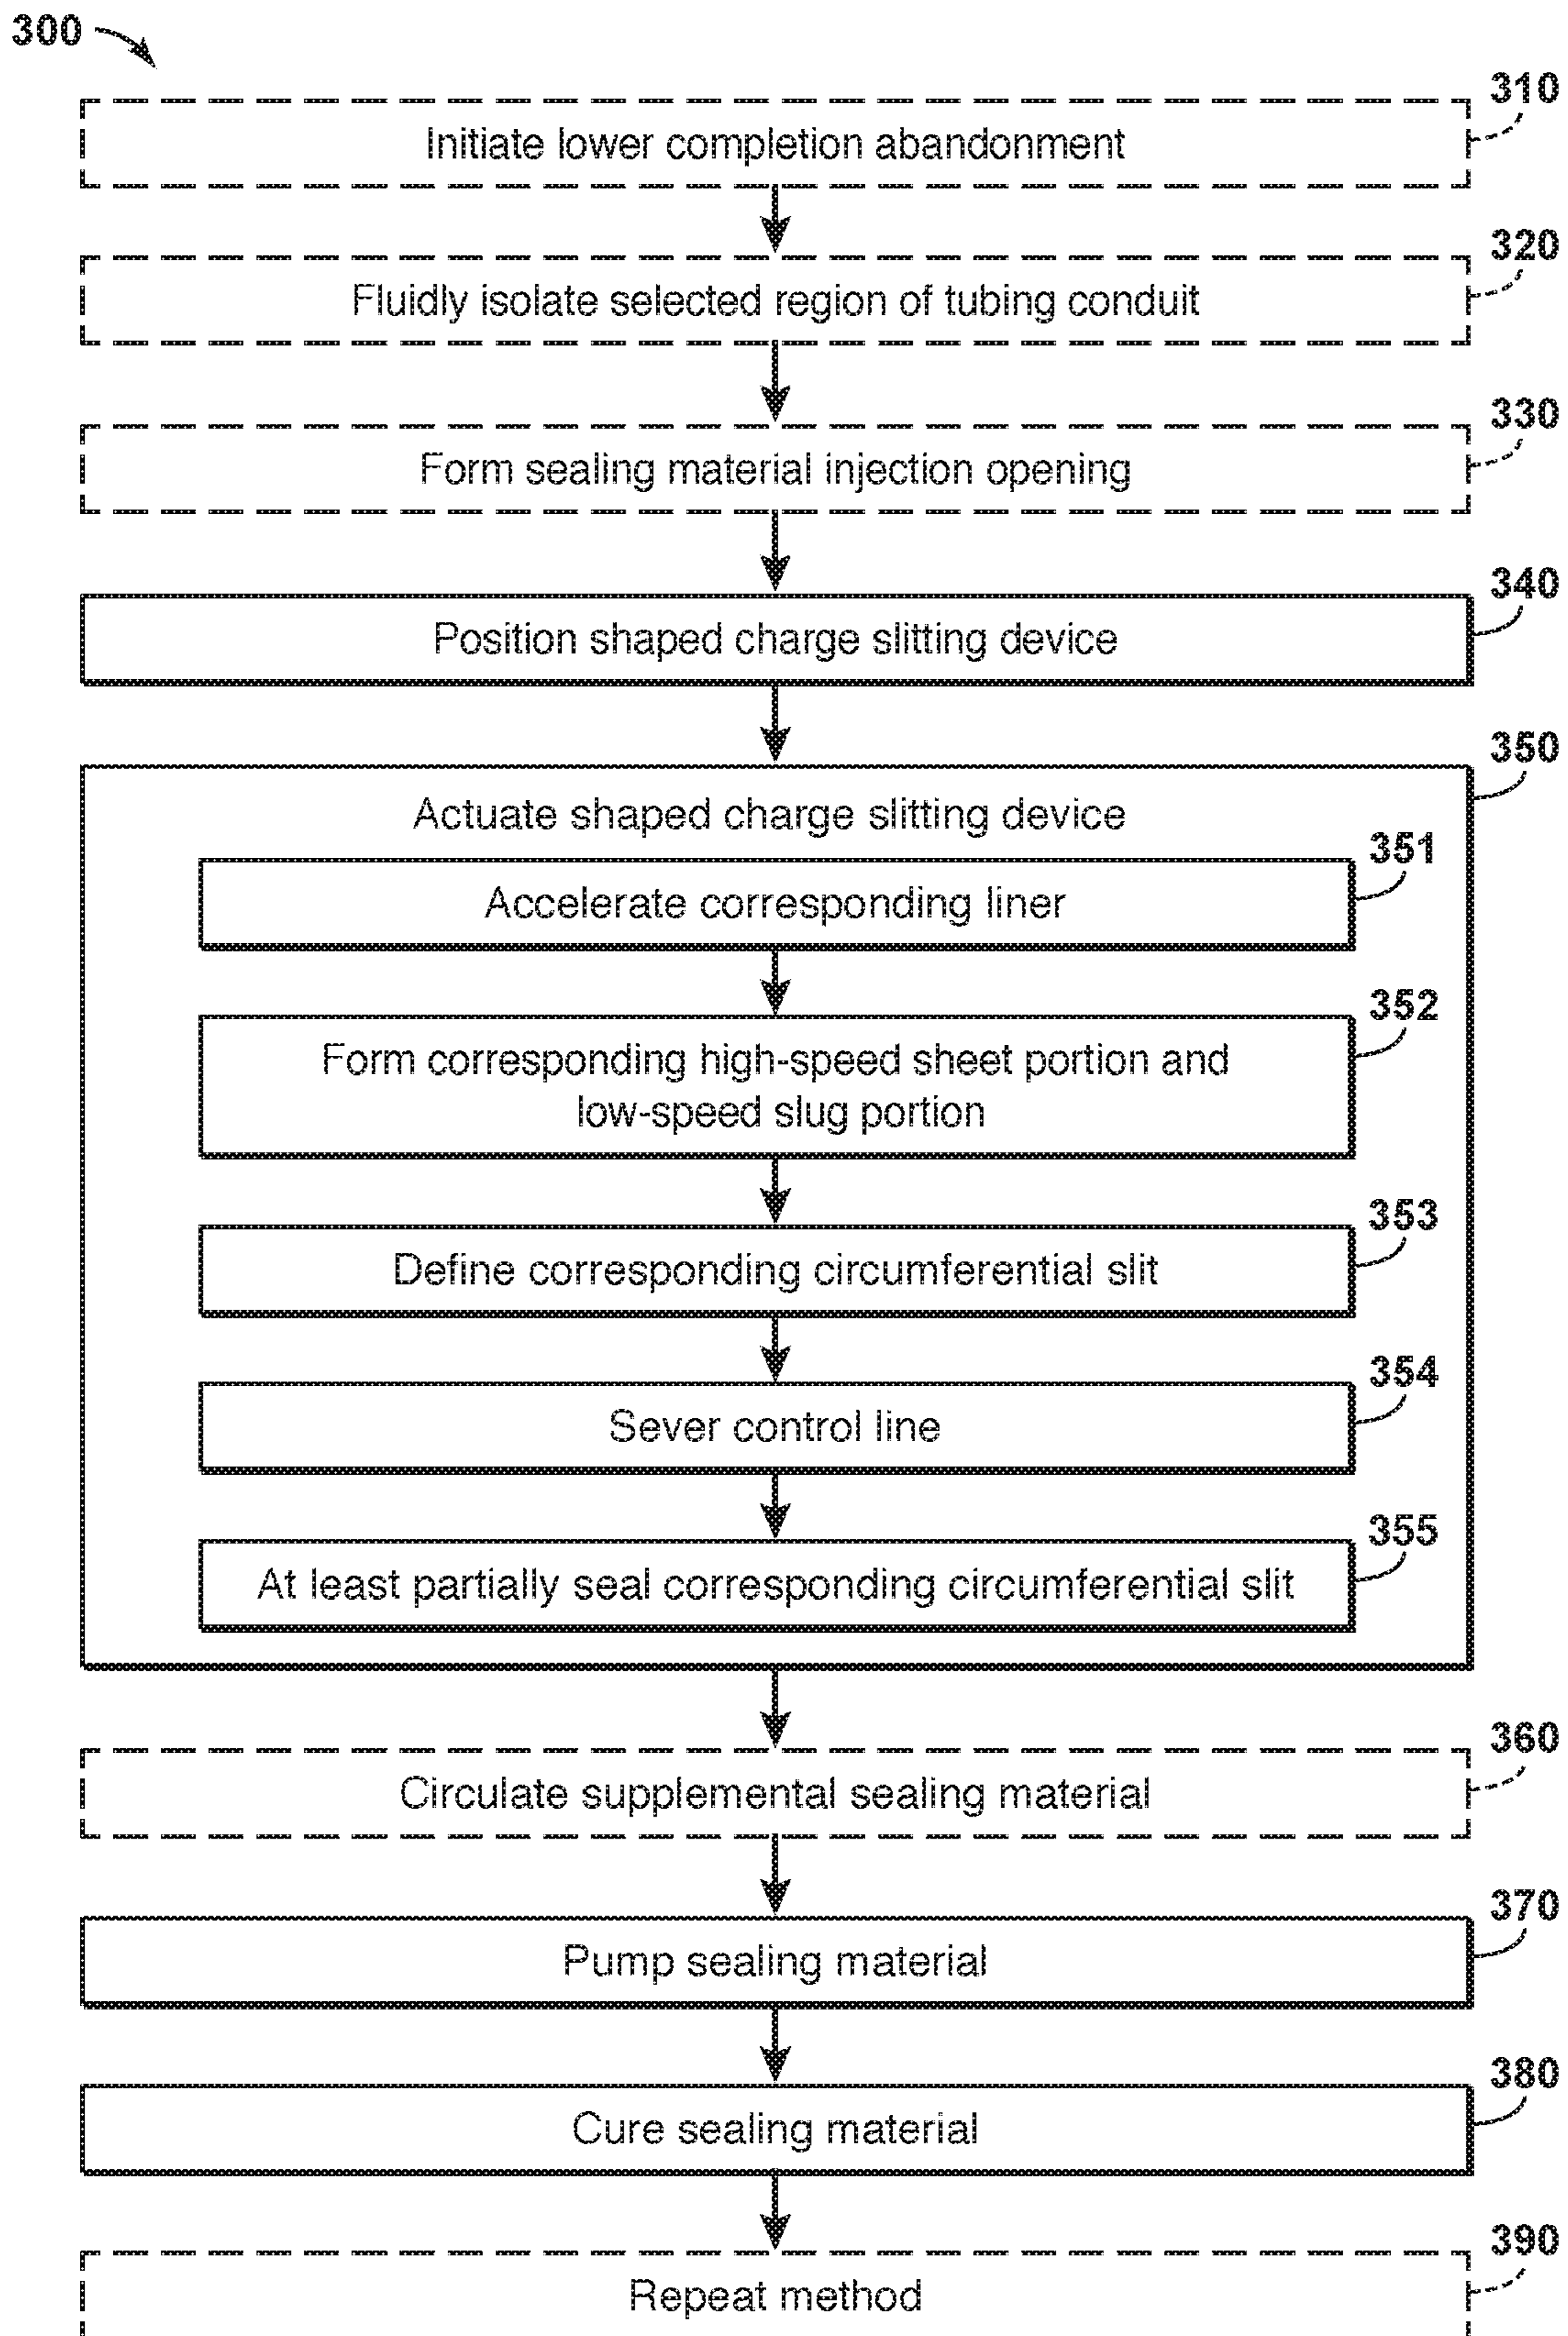 300
310
Initiate lower completion abandonment
320
Fluidly isolate selected region of tubing conduit
330
Form sealing material injection opening
340
Position shaped charge slitting device
350
Actuate shaped charge slitting device
351
Accelerate corresponding liner
352
Form corresponding high-speed sheet portion and
low-speed slug portion
353
Define corresponding circumferential slit
354
Sever control line
355
At least partially seal corresponding circumferential slit
360
Circulate supplemental sealing material
370
Pump sealing material
380
Cure sealing material
390
Repeat method